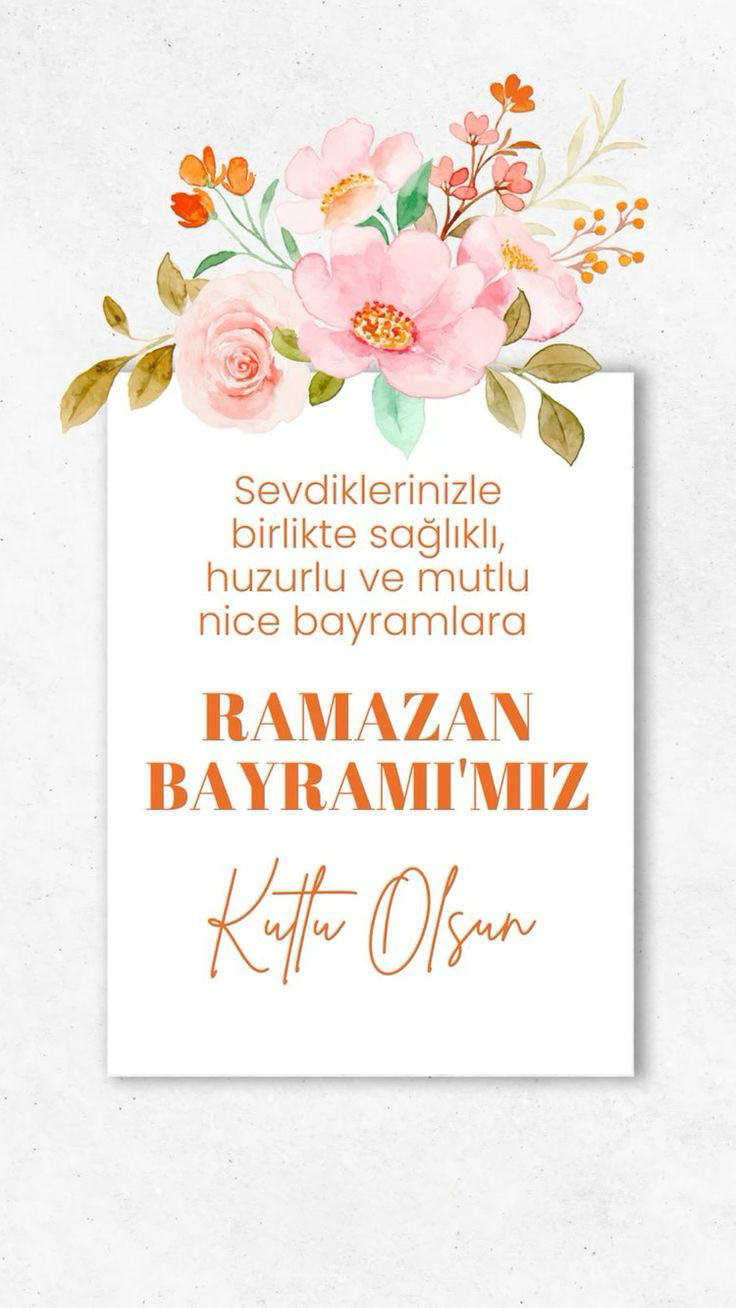 Sevdiklerinizle
birlikte sağlıklı,
huzurlu ve mutlu
nice bayramlara
RAMAZAN
BAYRAMI'MIZ
Kutlu Olsun